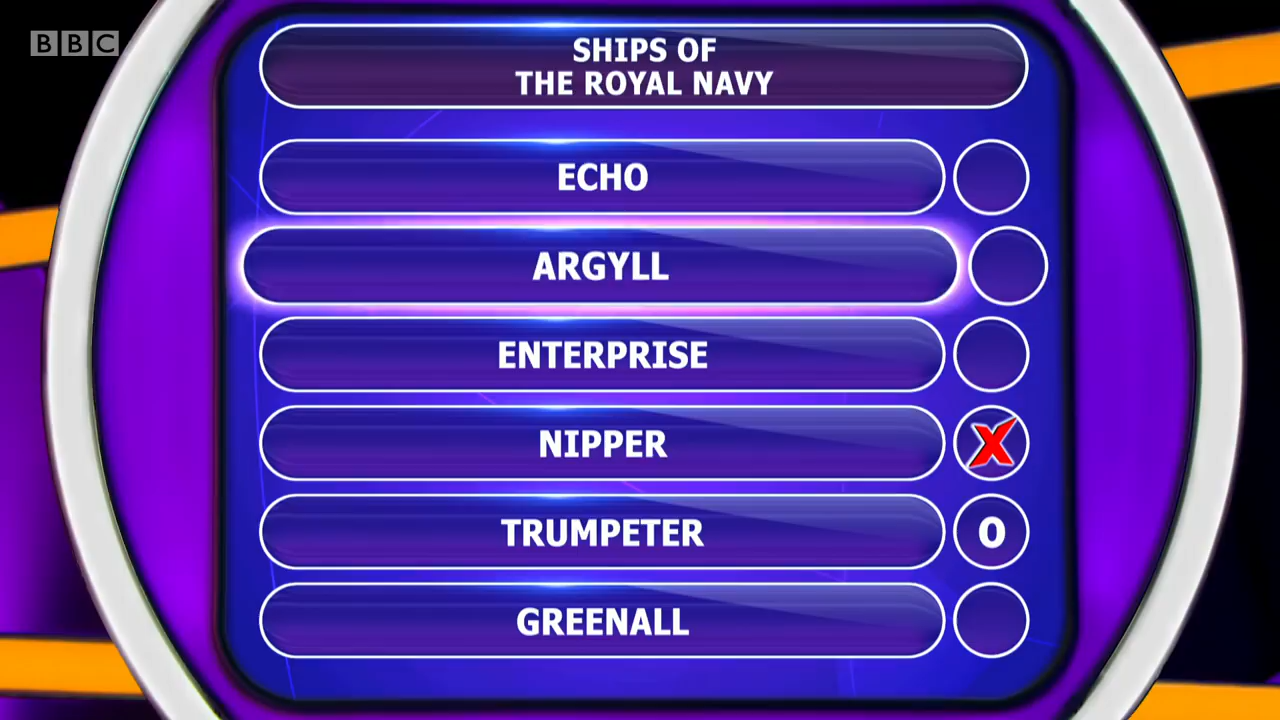 BBC
SHIPS OF
THE ROYAL NAVY
ECHO
ARGYLL
ENTERPRISE
NIPPER
X
TRUMPETER
0
GREENALL